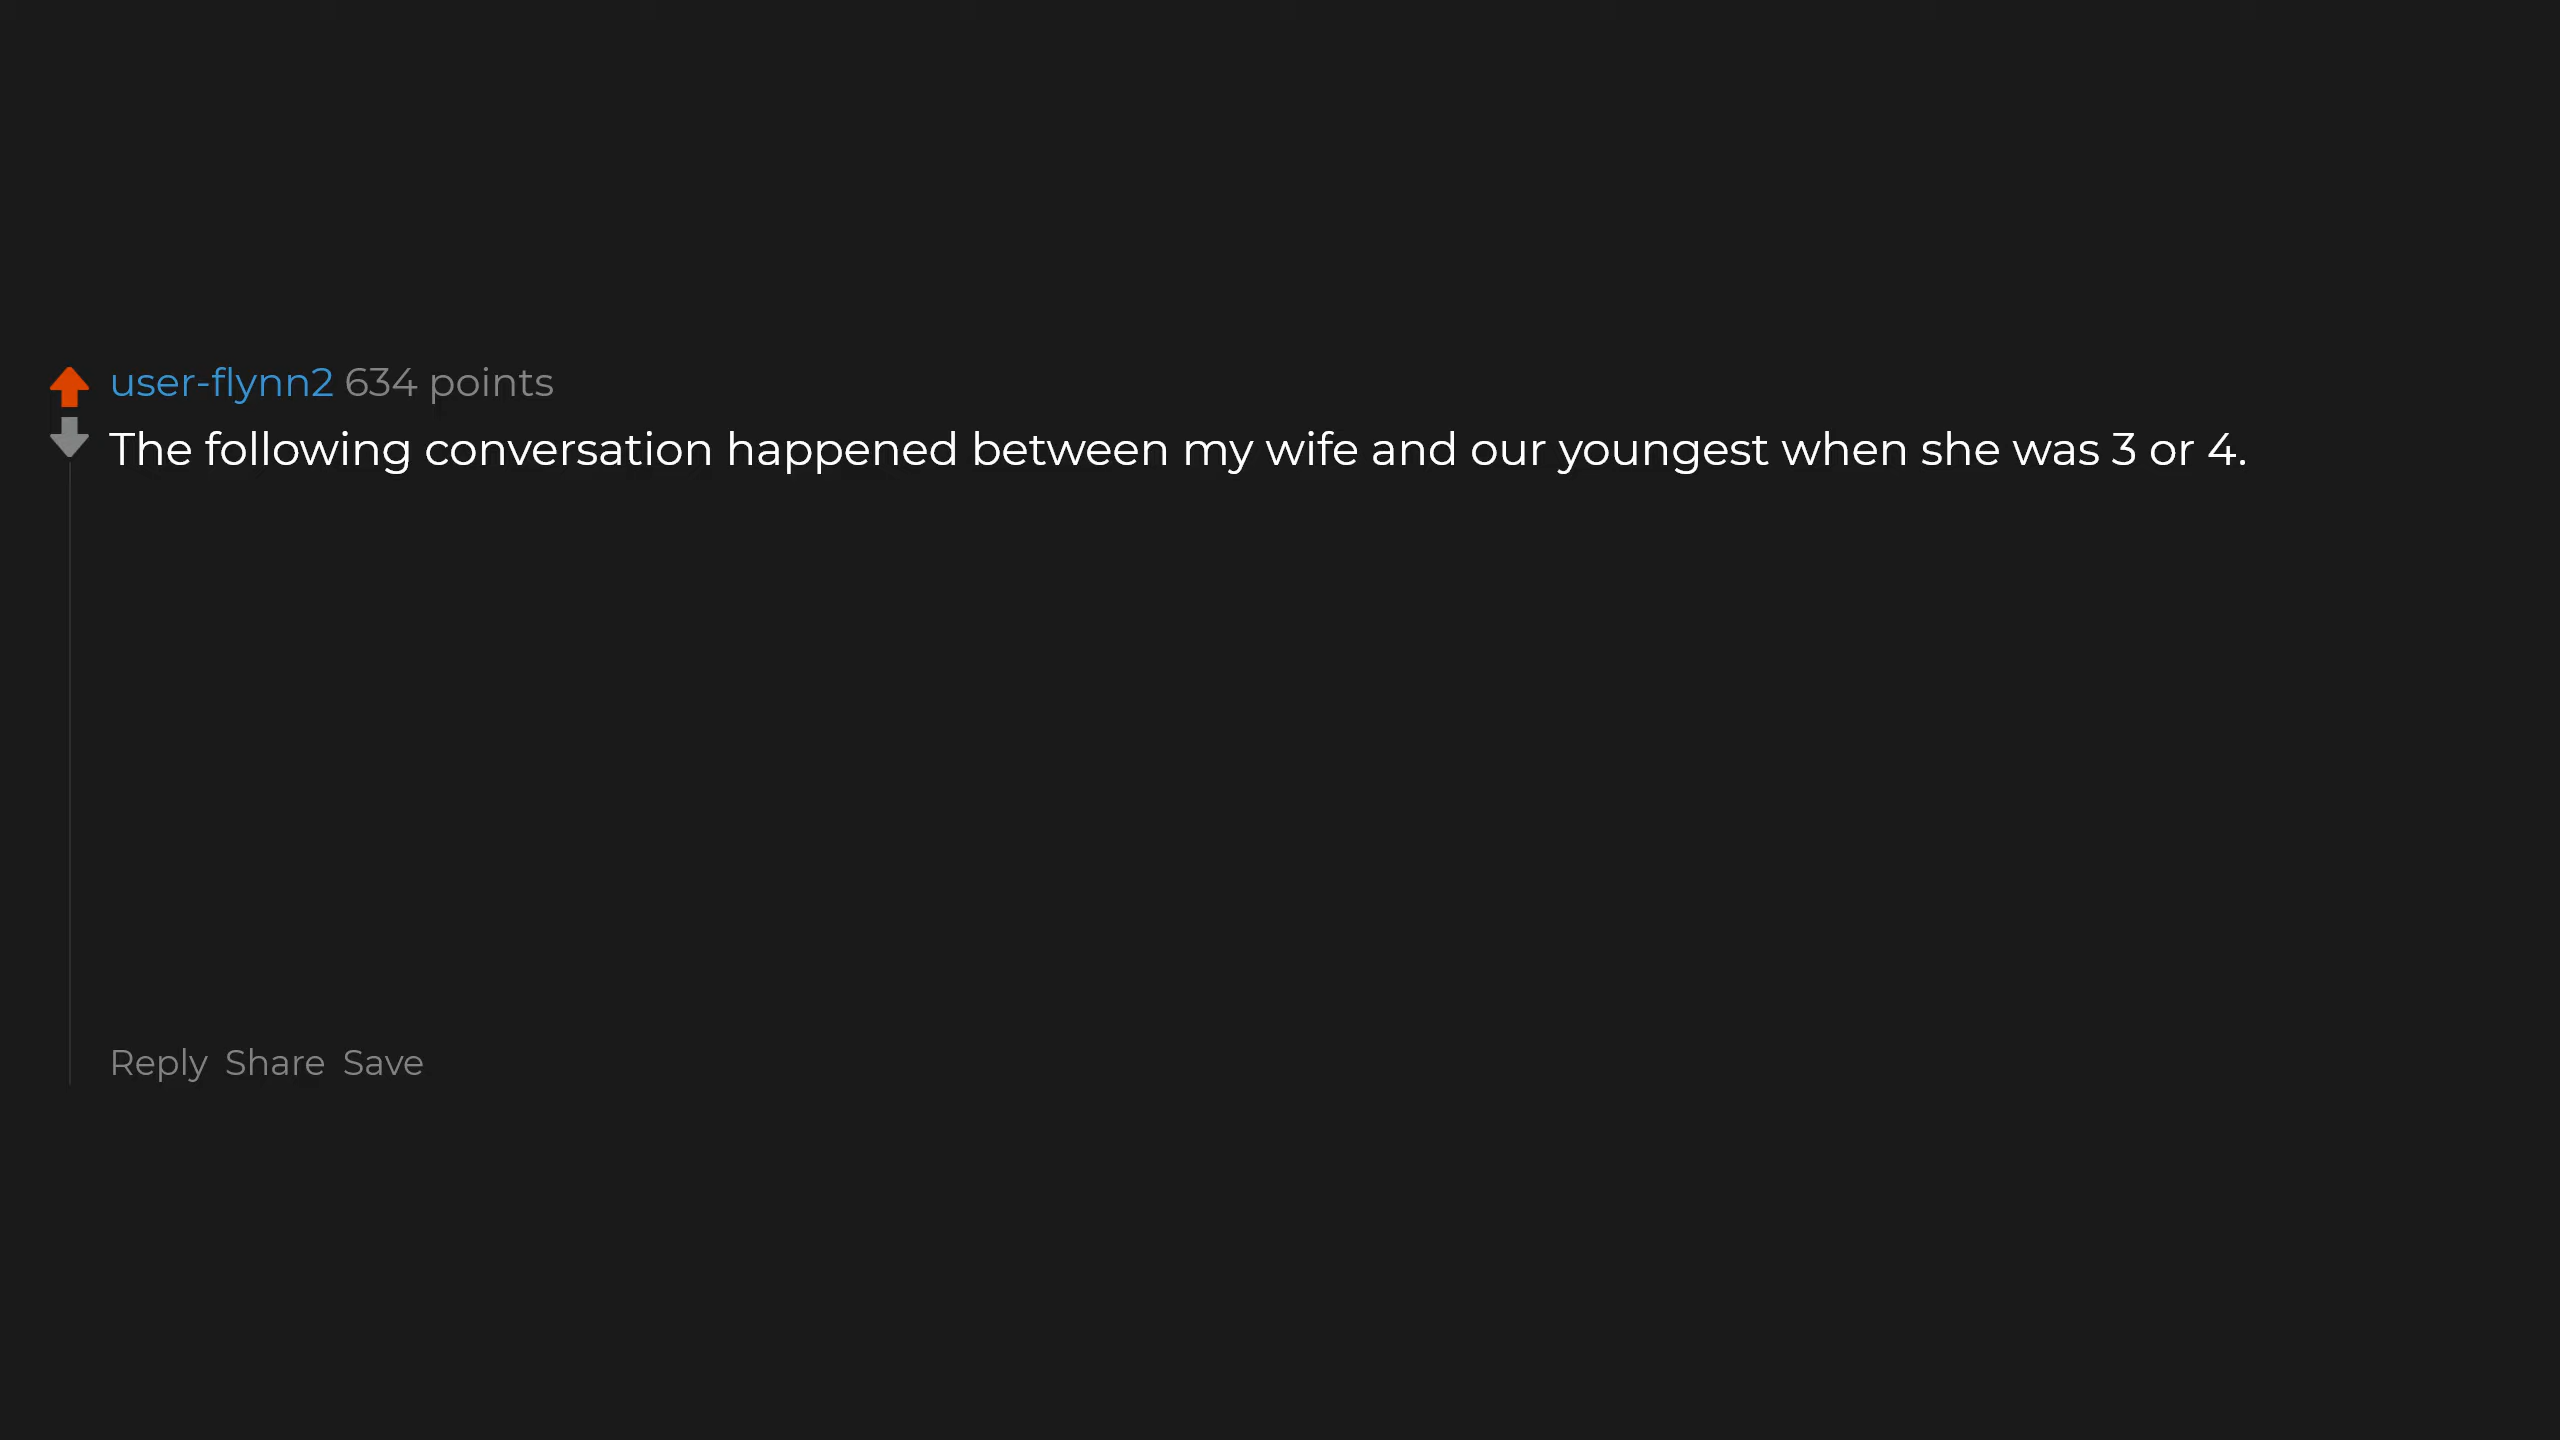 user-flynn2 634 points
The following conversation happened between my wife and our youngest when she was 3 or 4.
Reply Share Save